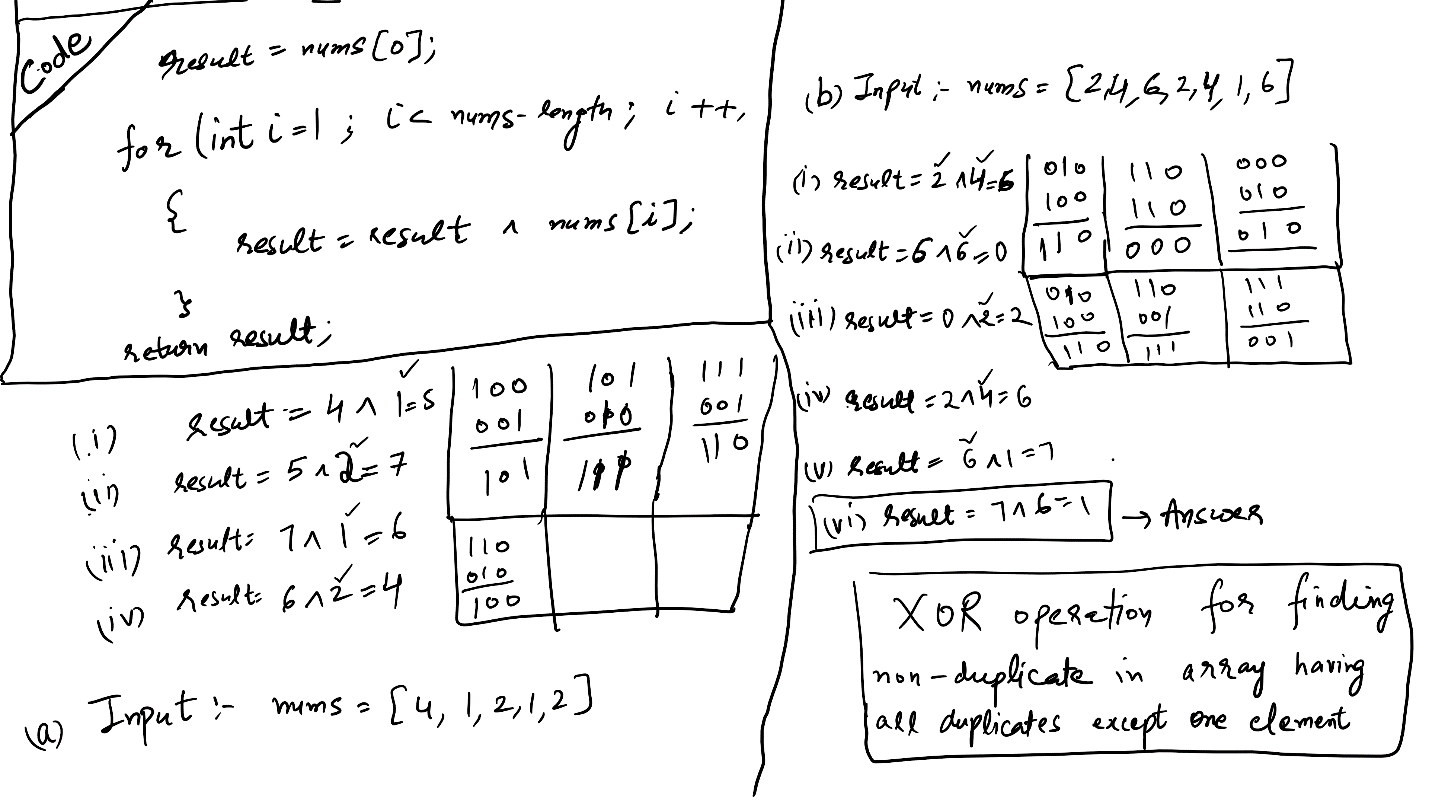 Code
result = nums[0];
for (int i=1; i< nums-length; i++,
{
result = result ^ nums[i];
}
return result;
(i) result = 4 ^ 1=5
(ii) result = 5 ^ 2 = 7
(iii) result = 7 ^ 1 = 6
(iv) result = 6 ^ 2 = 4
100 101 111
001 010 001
101 111 110
110
010
100
(a) Input :- nums = [4, 1, 2, 1, 2]
(b) Input :- nums = [2,4,6,2,4,1,6]
(i) result = 2 ^ 4=6
(ii) result = 6 ^ 6 = 0
(iii) result = 0 ^ 2 = 2
010 110 000
100 110 010
110 000 010
010 110 111
100 001 110
110 111 001
(iv) result = 2 ^ 4 = 6
(v) result = 6 ^ 1 = 7
(vi) result = 7 ^ 6 = 1 → Answer
XOR operation for finding
non-duplicate in array having
all duplicates except one element